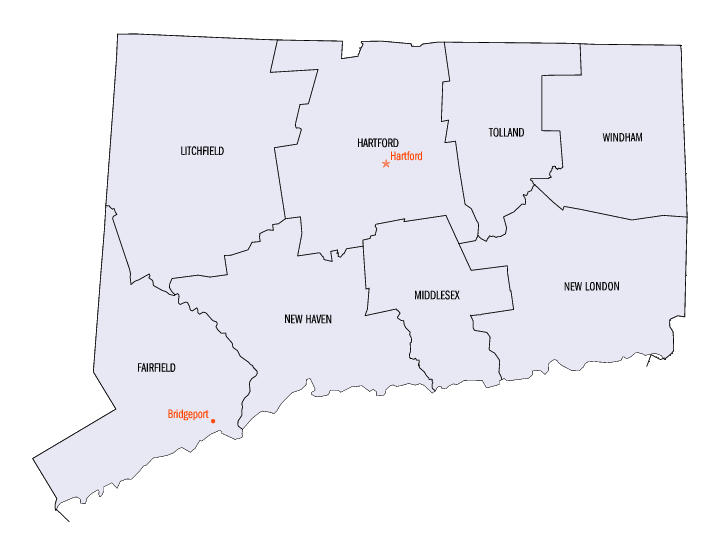 TOLLAND
WINDHAM
HARTFORD
Hartford
LITCHFIELD
NEW LONDON
MIDDLESEX
NEW HAVEN
FAIRFIELD
Bridgeport